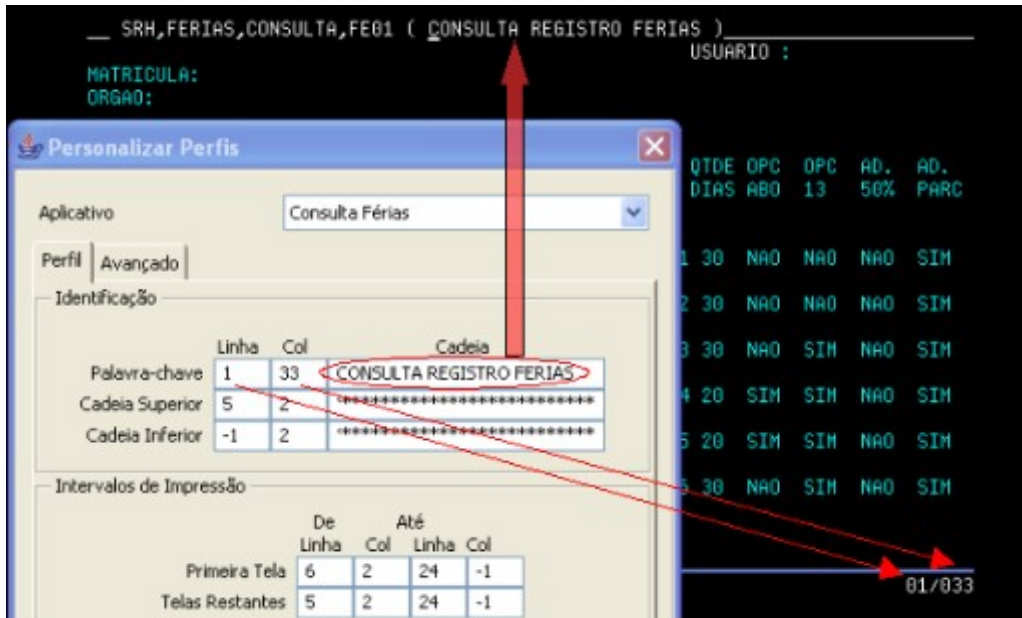 __ SRH,FERIAS,CONSULTA,FE01 ( CONSULTA REGISTRO FERIAS )
USUARIO :
MATRICULA:
ORGAO:
Personalizar Perfis
QTDE OPC OPC AD. AD.
DIAS ABO 13 50% PARC
Aplicativo Consulta Férias
Perfil Avançado
1 30 NAO NAO NAO SIM
Identificação
2 30 NAO NAO NAO SIM
Linha Col Cadeia
3 30 NAO SIM NAO SIM
Palavra-chave 1 33 CONSULTA REGISTRO FERIAS
4 20 SIM SIM NAO SIM
Cadeia Superior 5 2 **************************
Cadeia Inferior -1 2 **************************
5 20 SIM SIM NAO SIM
Intervalos de Impressão
30 NAO SIM NAO SIM
De Até
Linha Col Linha Col
Primeira Tela 6 2 24 -1
01/033
Telas Restantes 5 2 24 -1